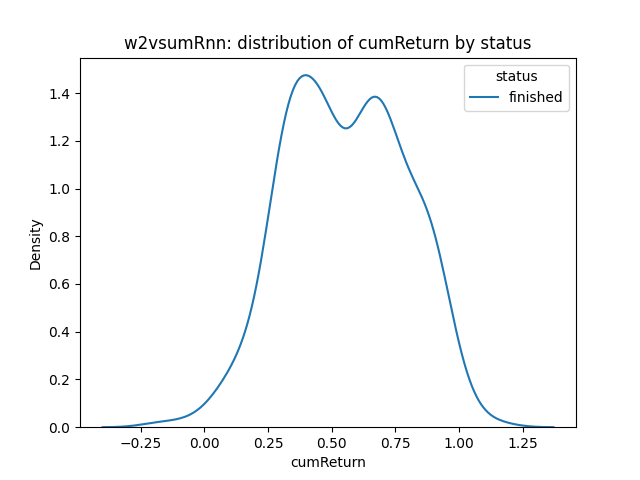 w2vsumRnn: distribution of cumReturn by status
status
finished
Density
1.4
1.2
1.0
0.8
0.6
0.4
0.2
0.0
−0.25 0.00 0.25 0.50 0.75 1.00 1.25
cumReturn